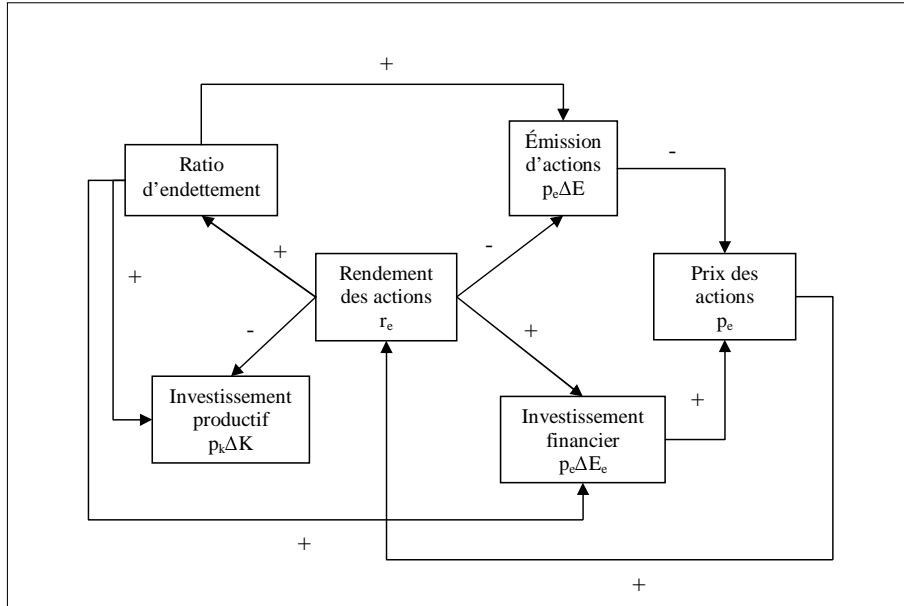 +
Émission
d'actions
pₑΔE
-
Ratio
d'endettement
+
-
+
Rendement
des actions
rₑ
Prix des
actions
pₑ
-
+
+
Investissement
productif
pₖΔK
Investissement
financier
pₑΔEₑ
+
+